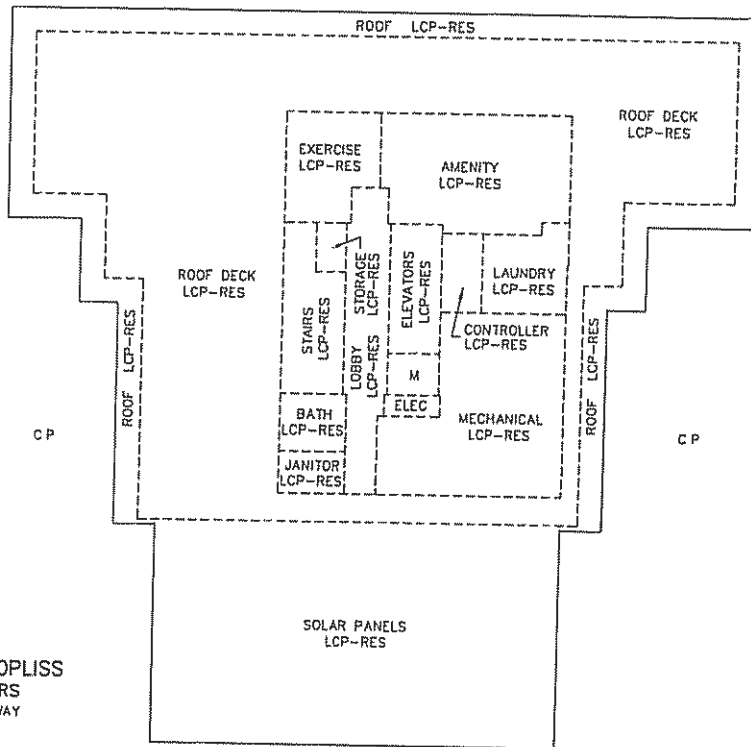 ROOF LCP-RES
ROOF DECK
LCP-RES
EXERCISE
LCP-RES
AMENITY
LCP-RES
ROOF DECK
LCP-RES
STAIRS
LCP-RES
STORAGE
LCP-RES
LOBBY
LCP-RES
ELEVATORS
LCP-RES
LAUNDRY
LCP-RES
CONTROLLER
LCP-RES
M
ELEC
MECHANICAL
LCP-RES
BATH
LCP-RES
JANITOR
LCP-RES
ROOF LCP-RES
ROOF LCP-RES
CP
CP
SOLAR PANELS
LCP-RES
OPLISS
RS
WAY